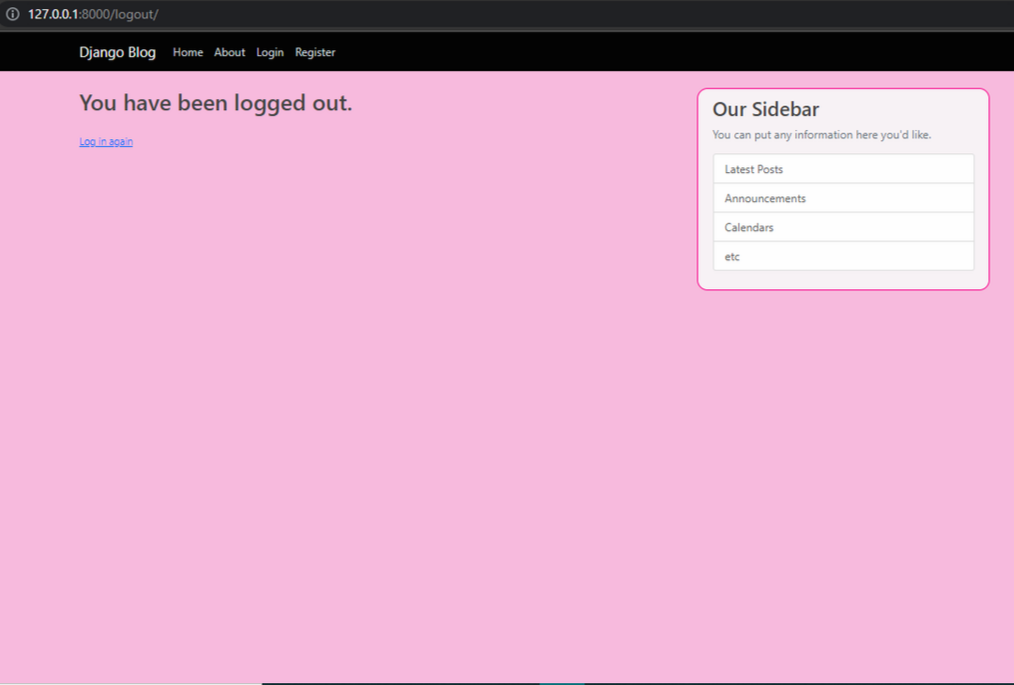 127.0.0.1:8000/logout/
Django Blog Home About Login Register
You have been logged out.
Log in again
Our Sidebar
You can put any information here you'd like.
Latest Posts
Announcements
Calendars
etc